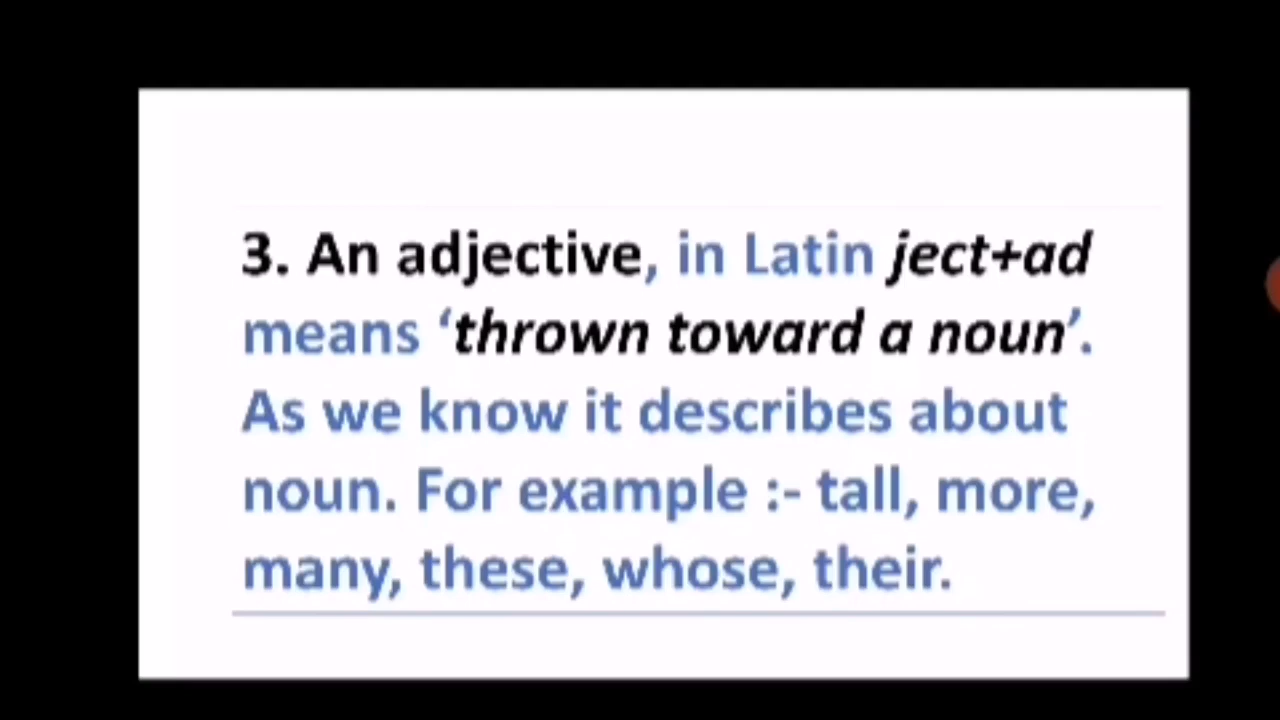 3. An adjective, in Latin ject+ad
means ‘thrown toward a noun’.
As we know it describes about
noun. For example :- tall, more,
many, these, whose, their.